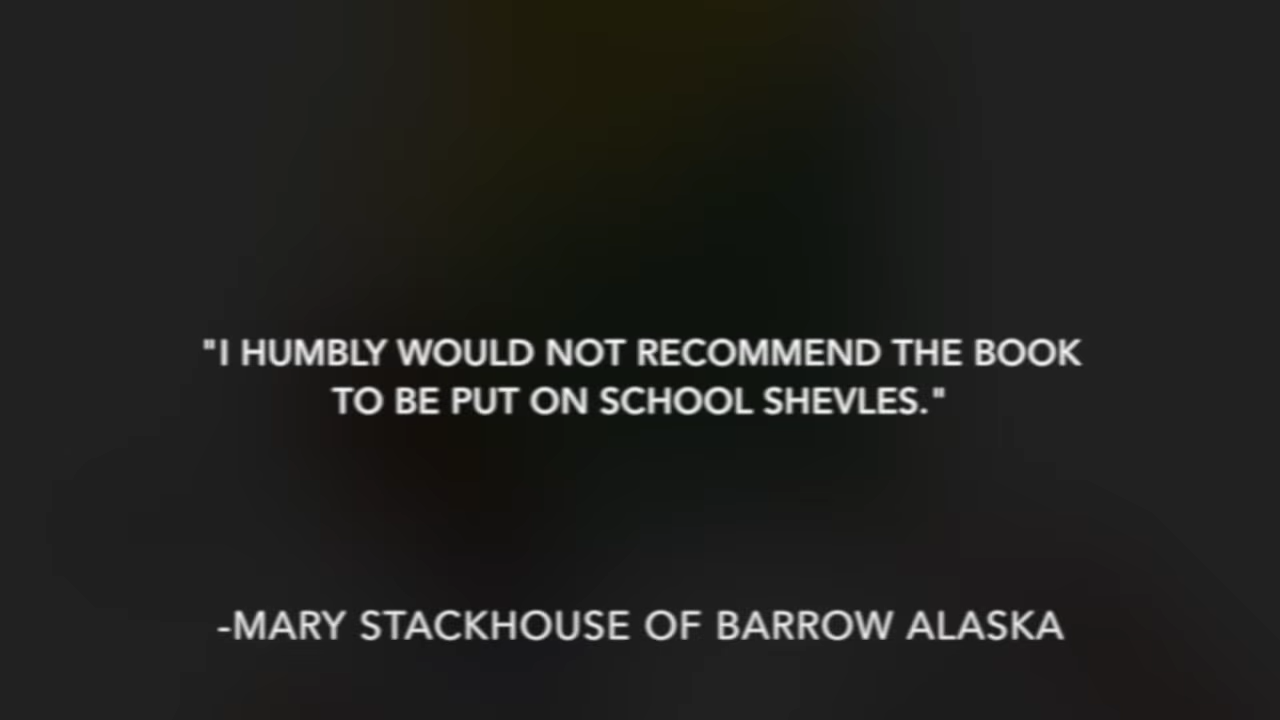 "I HUMBLY WOULD NOT RECOMMEND THE BOOK
TO BE PUT ON SCHOOL SHEVLES."
-MARY STACKHOUSE OF BARROW ALASKA